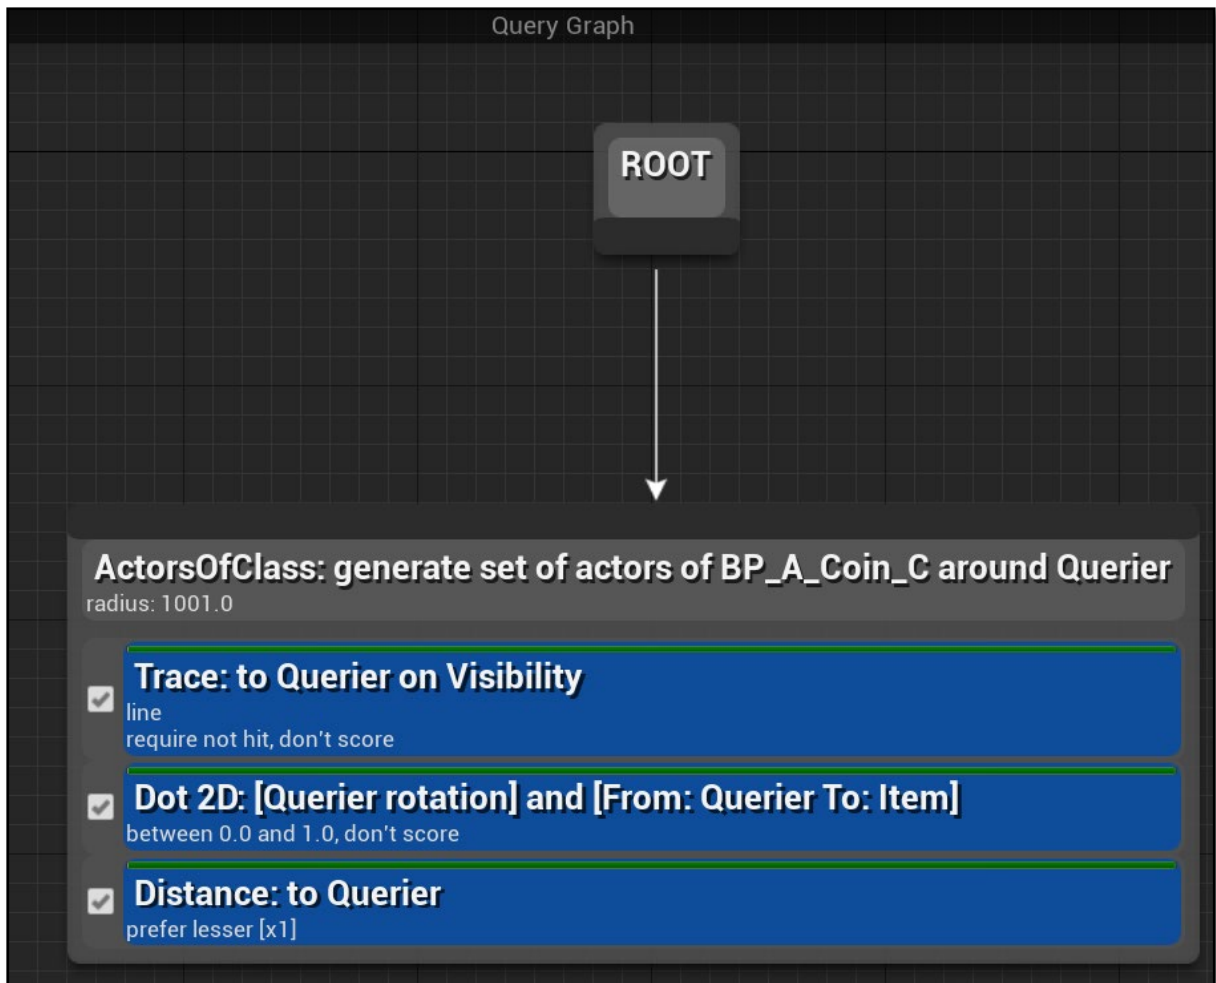 Query Graph
ROOT
ActorsOfClass: generate set of actors of BP_A_Coin_C around Querier
radius: 1001.0
Trace: to Querier on Visibility
line
require not hit, don't score
Dot 2D: [Querier rotation] and [From: Querier To: Item]
between 0.0 and 1.0, don't score
Distance: to Querier
prefer lesser [x1]